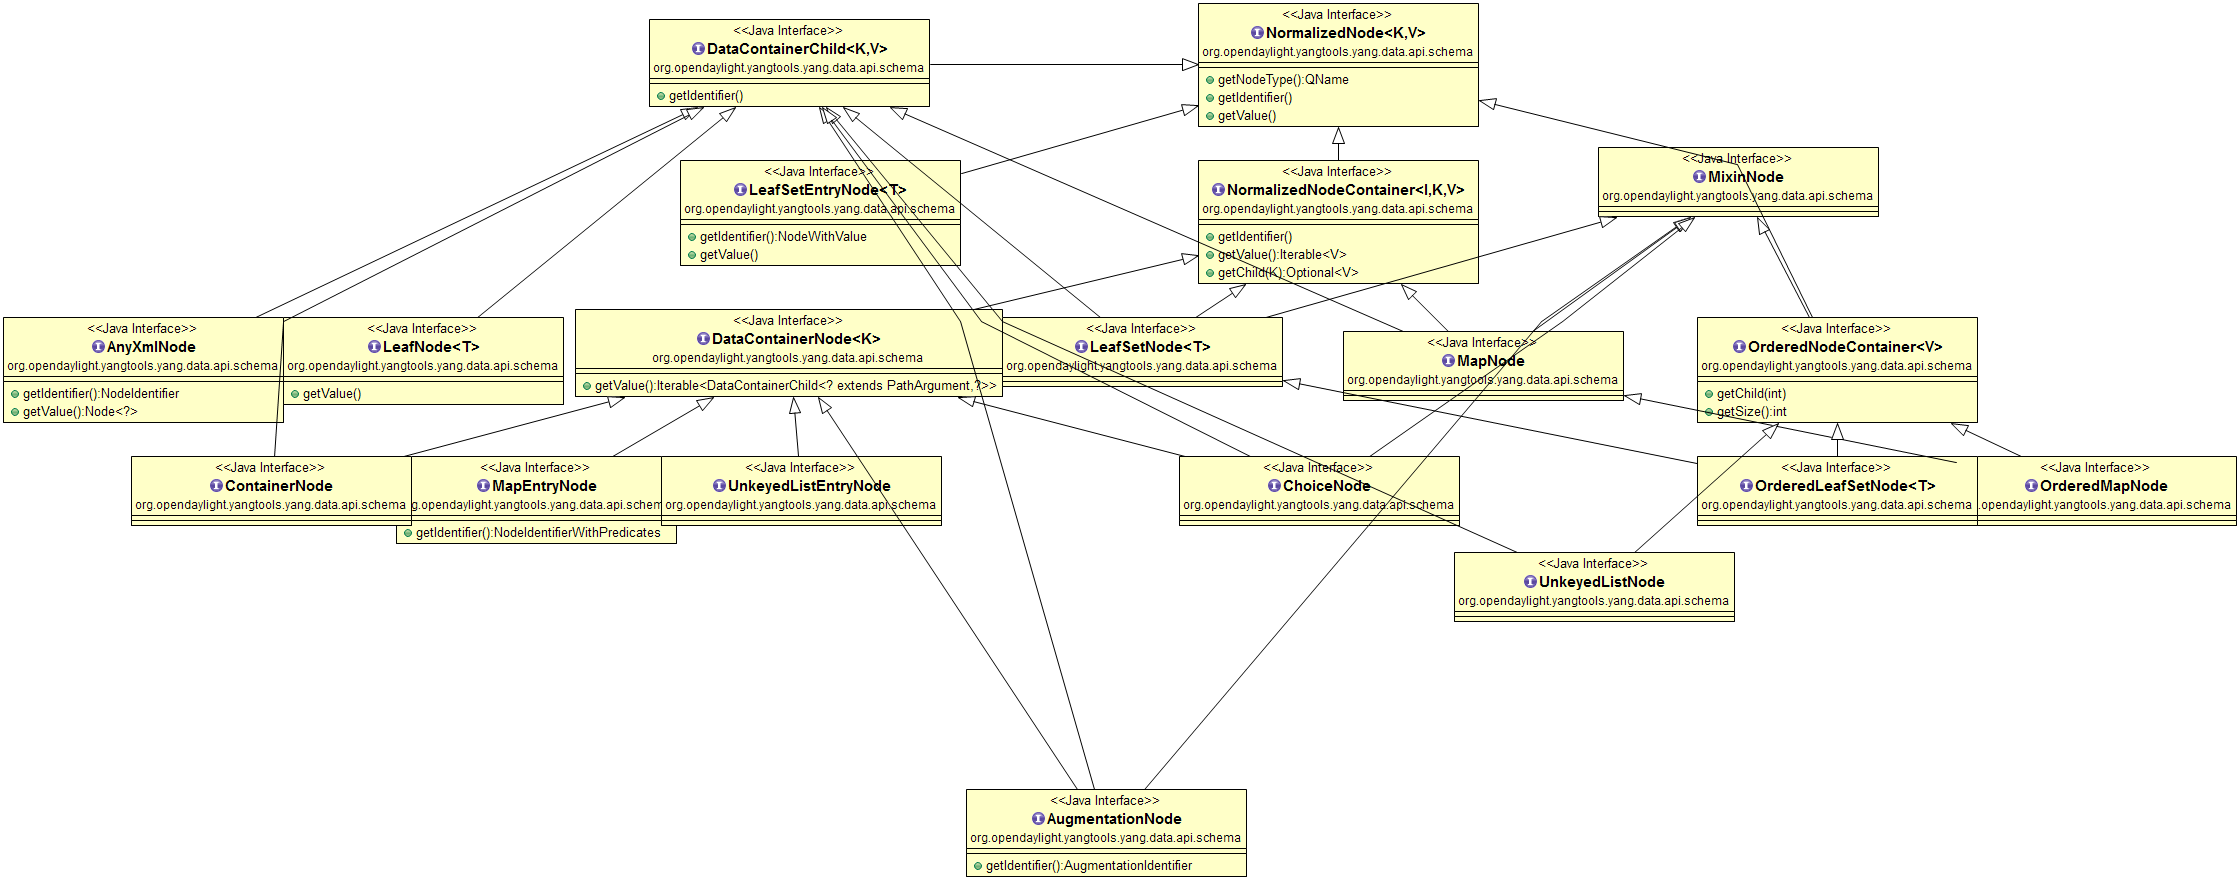 <<Java Interface>>
DataContainerChild<K,V>
org.opendaylight.yangtools.yang.data.api.schema
getIdentifier()
<<Java Interface>>
NormalizedNode<K,V>
org.opendaylight.yangtools.yang.data.api.schema
getNodeType():QName
getIdentifier()
getValue()
<<Java Interface>>
LeafSetEntryNode<T>
org.opendaylight.yangtools.yang.data.api.schema
getIdentifier():NodeWithValue
getValue()
<<Java Interface>>
NormalizedNodeContainer<I,K,V>
org.opendaylight.yangtools.yang.data.api.schema
getIdentifier()
getValue():Iterable<V>
getChild(K):Optional<V>
<<Java Interface>>
MixinNode
org.opendaylight.yangtools.yang.data.api.schema
<<Java Interface>>
AnyXmlNode
org.opendaylight.yangtools.yang.data.api.schema
getIdentifier():NodeIdentifier
getValue():Node<?>
<<Java Interface>>
LeafNode<T>
org.opendaylight.yangtools.yang.data.api.schema
getValue()
<<Java Interface>>
DataContainerNode<K>
org.opendaylight.yangtools.yang.data.api.schema
getValue():Iterable<DataContainerChild<? extends PathArgument,?>>
<<Java Interface>>
LeafSetNode<T>
org.opendaylight.yangtools.yang.data.api.schema
<<Java Interface>>
MapNode
org.opendaylight.yangtools.yang.data.api.schema
<<Java Interface>>
OrderedNodeContainer<V>
org.opendaylight.yangtools.yang.data.api.schema
getChild(int)
getSize():int
<<Java Interface>>
ContainerNode
org.opendaylight.yangtools.yang.data.api.schema
<<Java Interface>>
MapEntryNode
g.opendaylight.yangtools.yang.data.api.schem
getIdentifier():NodeIdentifierWithPredicates
<<Java Interface>>
UnkeyedListEntryNode
org.opendaylight.yangtools.yang.data.api.schema
<<Java Interface>>
ChoiceNode
org.opendaylight.yangtools.yang.data.api.schema
<<Java Interface>>
OrderedLeafSetNode<T>
org.opendaylight.yangtools.yang.data.api.schema
<<Java Interface>>
OrderedMapNode
.opendaylight.yangtools.yang.data.api.schema
<<Java Interface>>
UnkeyedListNode
org.opendaylight.yangtools.yang.data.api.schema
<<Java Interface>>
AugmentationNode
org.opendaylight.yangtools.yang.data.api.schema
getIdentifier():AugmentationIdentifier